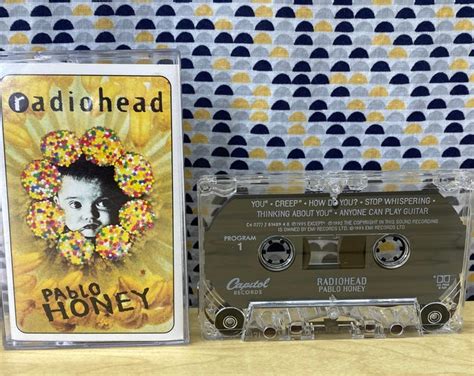 radiohead
PABLO
HONEY
YOU* • CREEP* • HOW DO YOU? • STOP WHISPERING
THINKING ABOUT YOU* • ANYONE CAN PLAY GUITAR
PROGRAM
1
Capitol
RECORDS
RADIOHEAD
PABLO HONEY